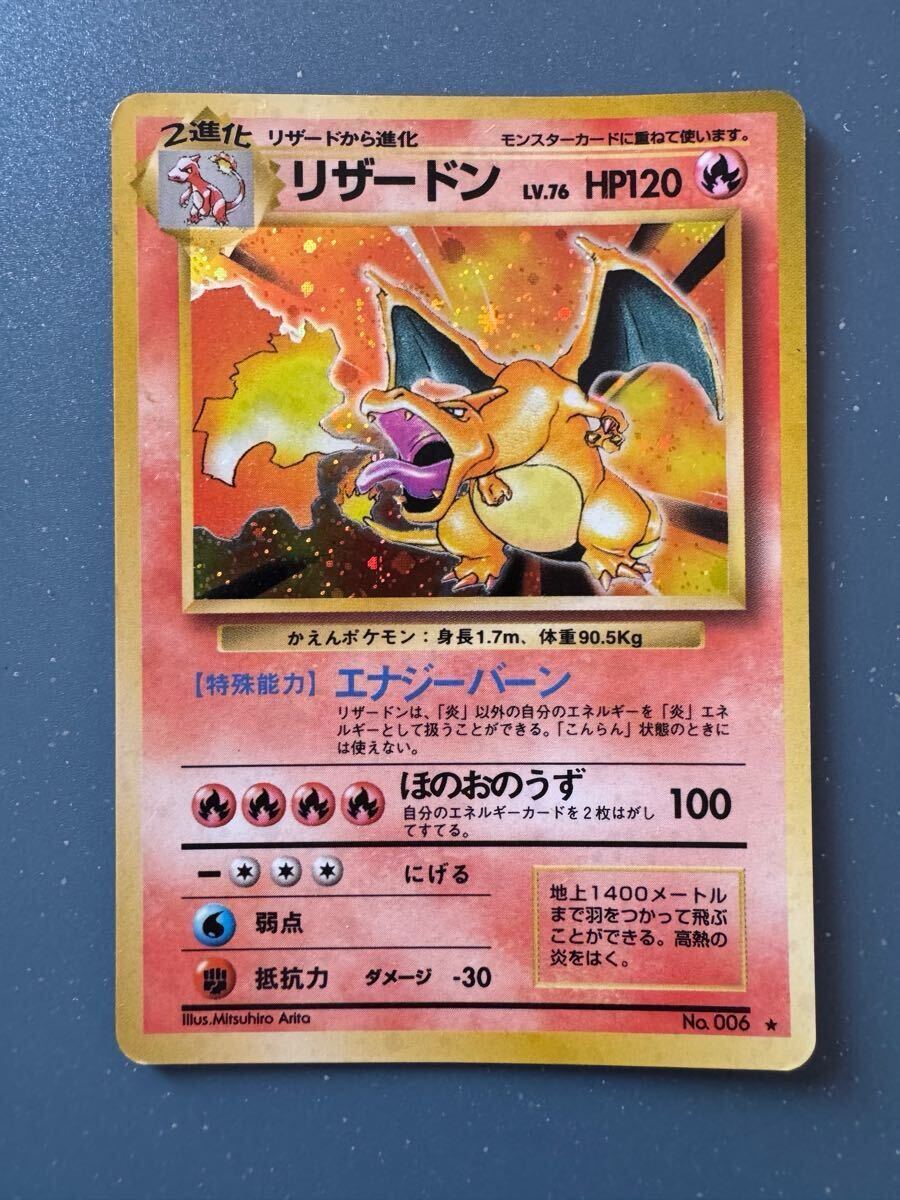 2進化
リザードから進化
モンスターカードに重ねて使います。
リザードン LV.76 HP120
かえんポケモン：身長1.7m、体重90.5Kg
【特殊能力】エナジーバーン
リザードンは、「炎」以外の自分のエネルギーを「炎」エネ
ルギーとして扱うことができる。「こんらん」状態のときに
は使えない。
ほのおのうず 100
自分のエネルギーカードを２枚はがし
てすてる。
にげる
弱点
抵抗力 ダメージ -30
地上1400メートル
まで羽をつかって飛ぶ
ことができる。高熱の
炎をはく。
Illus.Mitsuhiro Arita
No. 006 ★